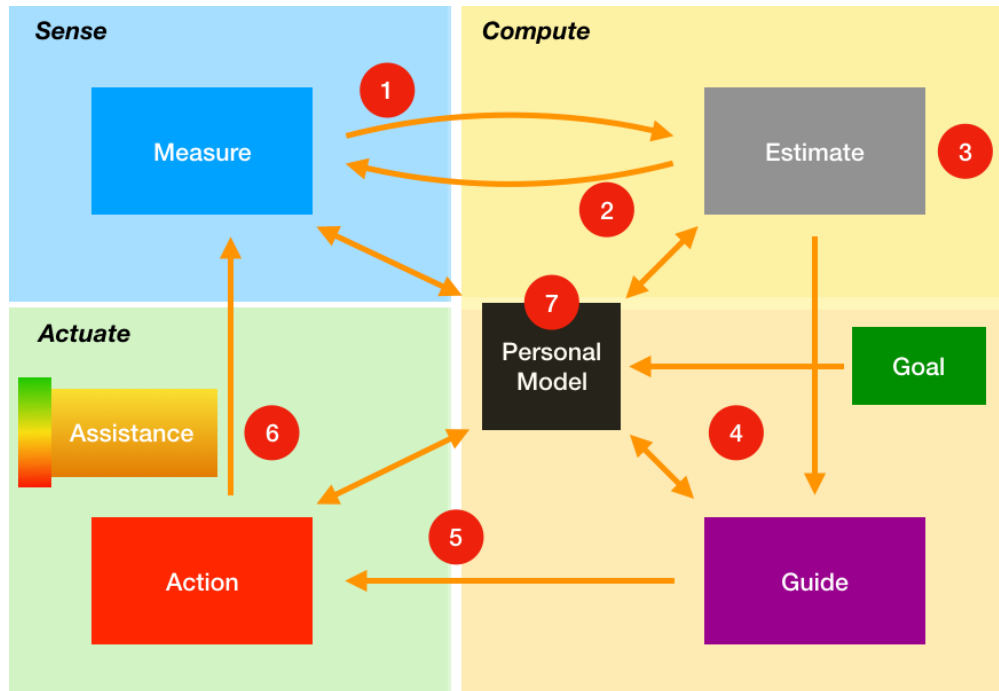 Sense
Compute
1
Measure
Estimate
3
2
7
Actuate
Personal
Model
Goal
Assistance
6
4
5
Action
Guide